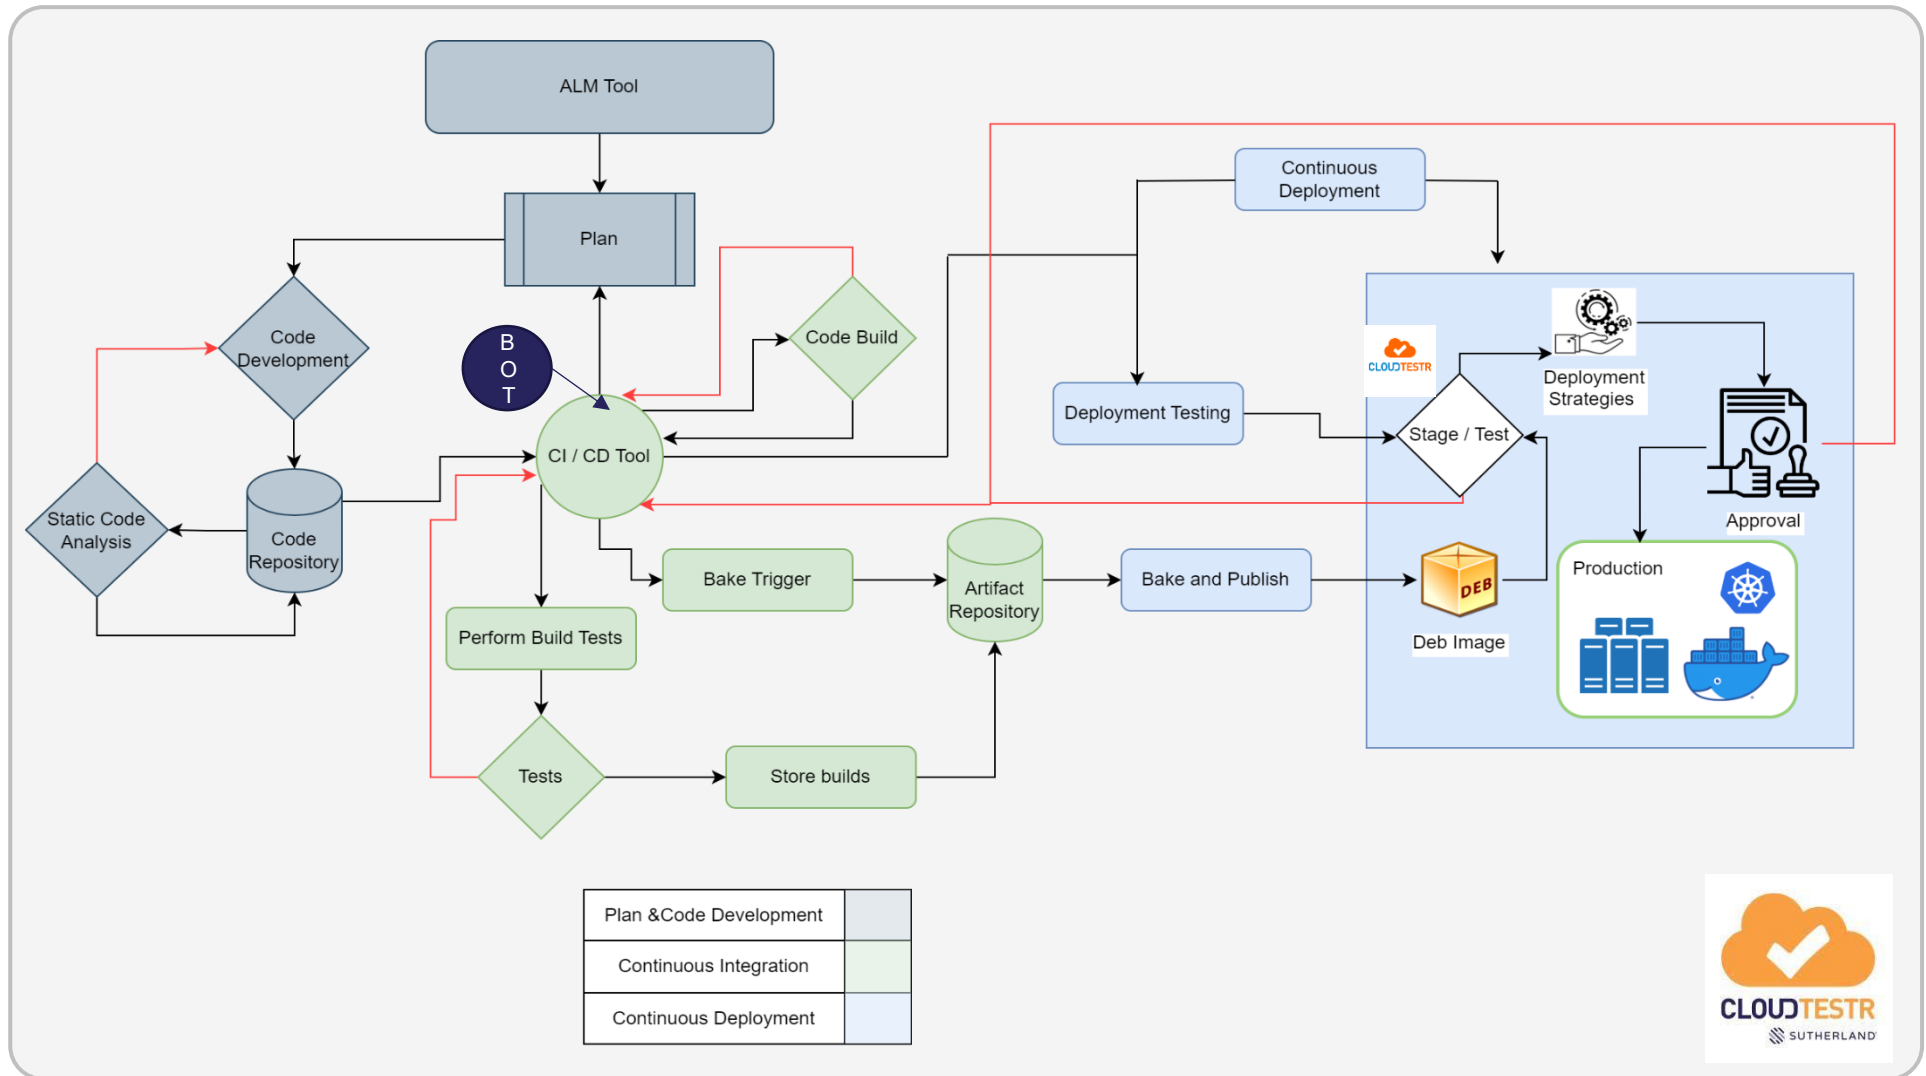 ALM Tool
Plan
Continuous
Deployment
Code
Development
B
O
T
Code Build
CLOUDTESTR
Deployment
Strategies
Deployment Testing
Stage / Test
CI / CD Tool
Static Code
Analysis
Code
Repository
Approval
Bake Trigger
Artifact
Repository
Bake and Publish
DEB
Deb Image
Production
Perform Build Tests
Tests
Store builds
Plan &Code Development
Continuous Integration
Continuous Deployment
CLOUDTESTR
SUTHERLAND